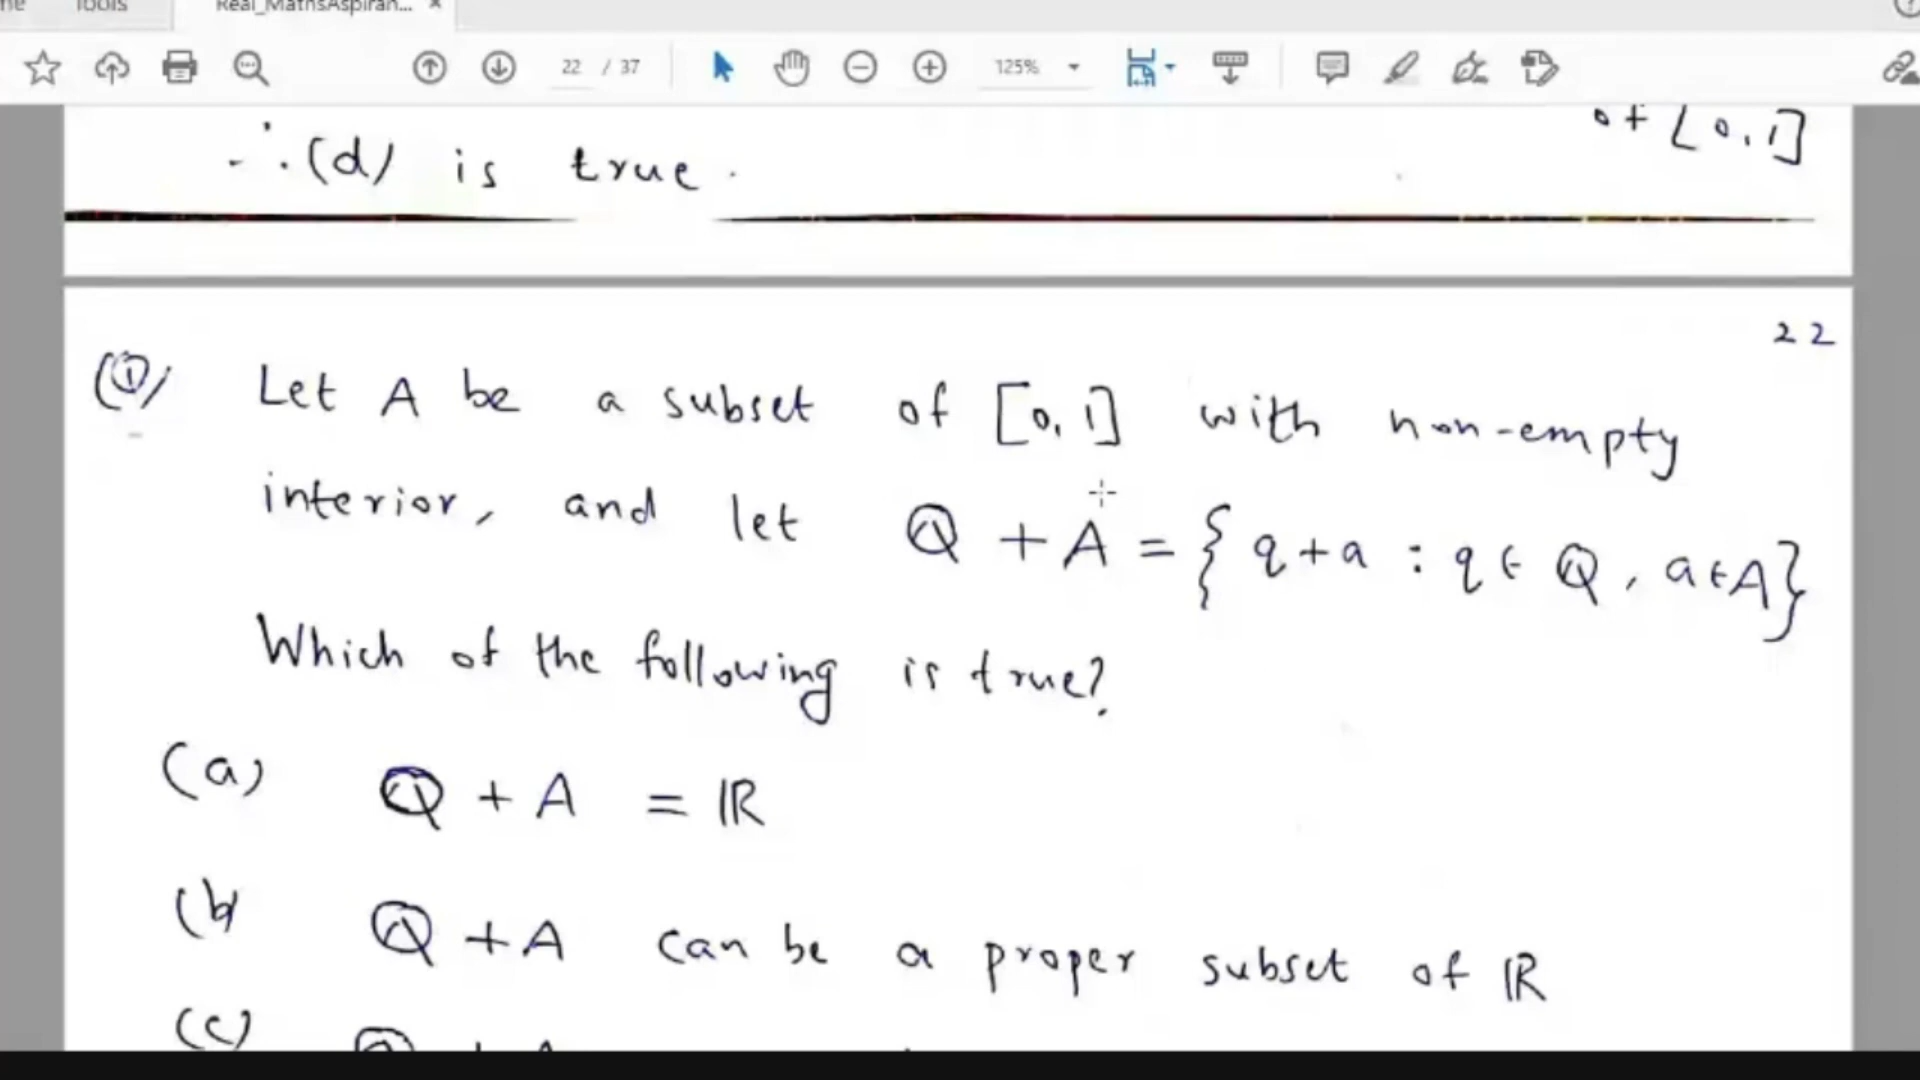 Tools Real_MathsAspiran... ×
22 / 37 125%
of [0,1]
∴ (d) is true.
22
(Q) Let A be a subset of [0,1] with non-empty
interior, and let Q + A = { q+a : q∈ Q, a∈A}
Which of the following is true?
(a) Q + A = ℝ
(b) Q + A can be a proper subset of ℝ
(c)